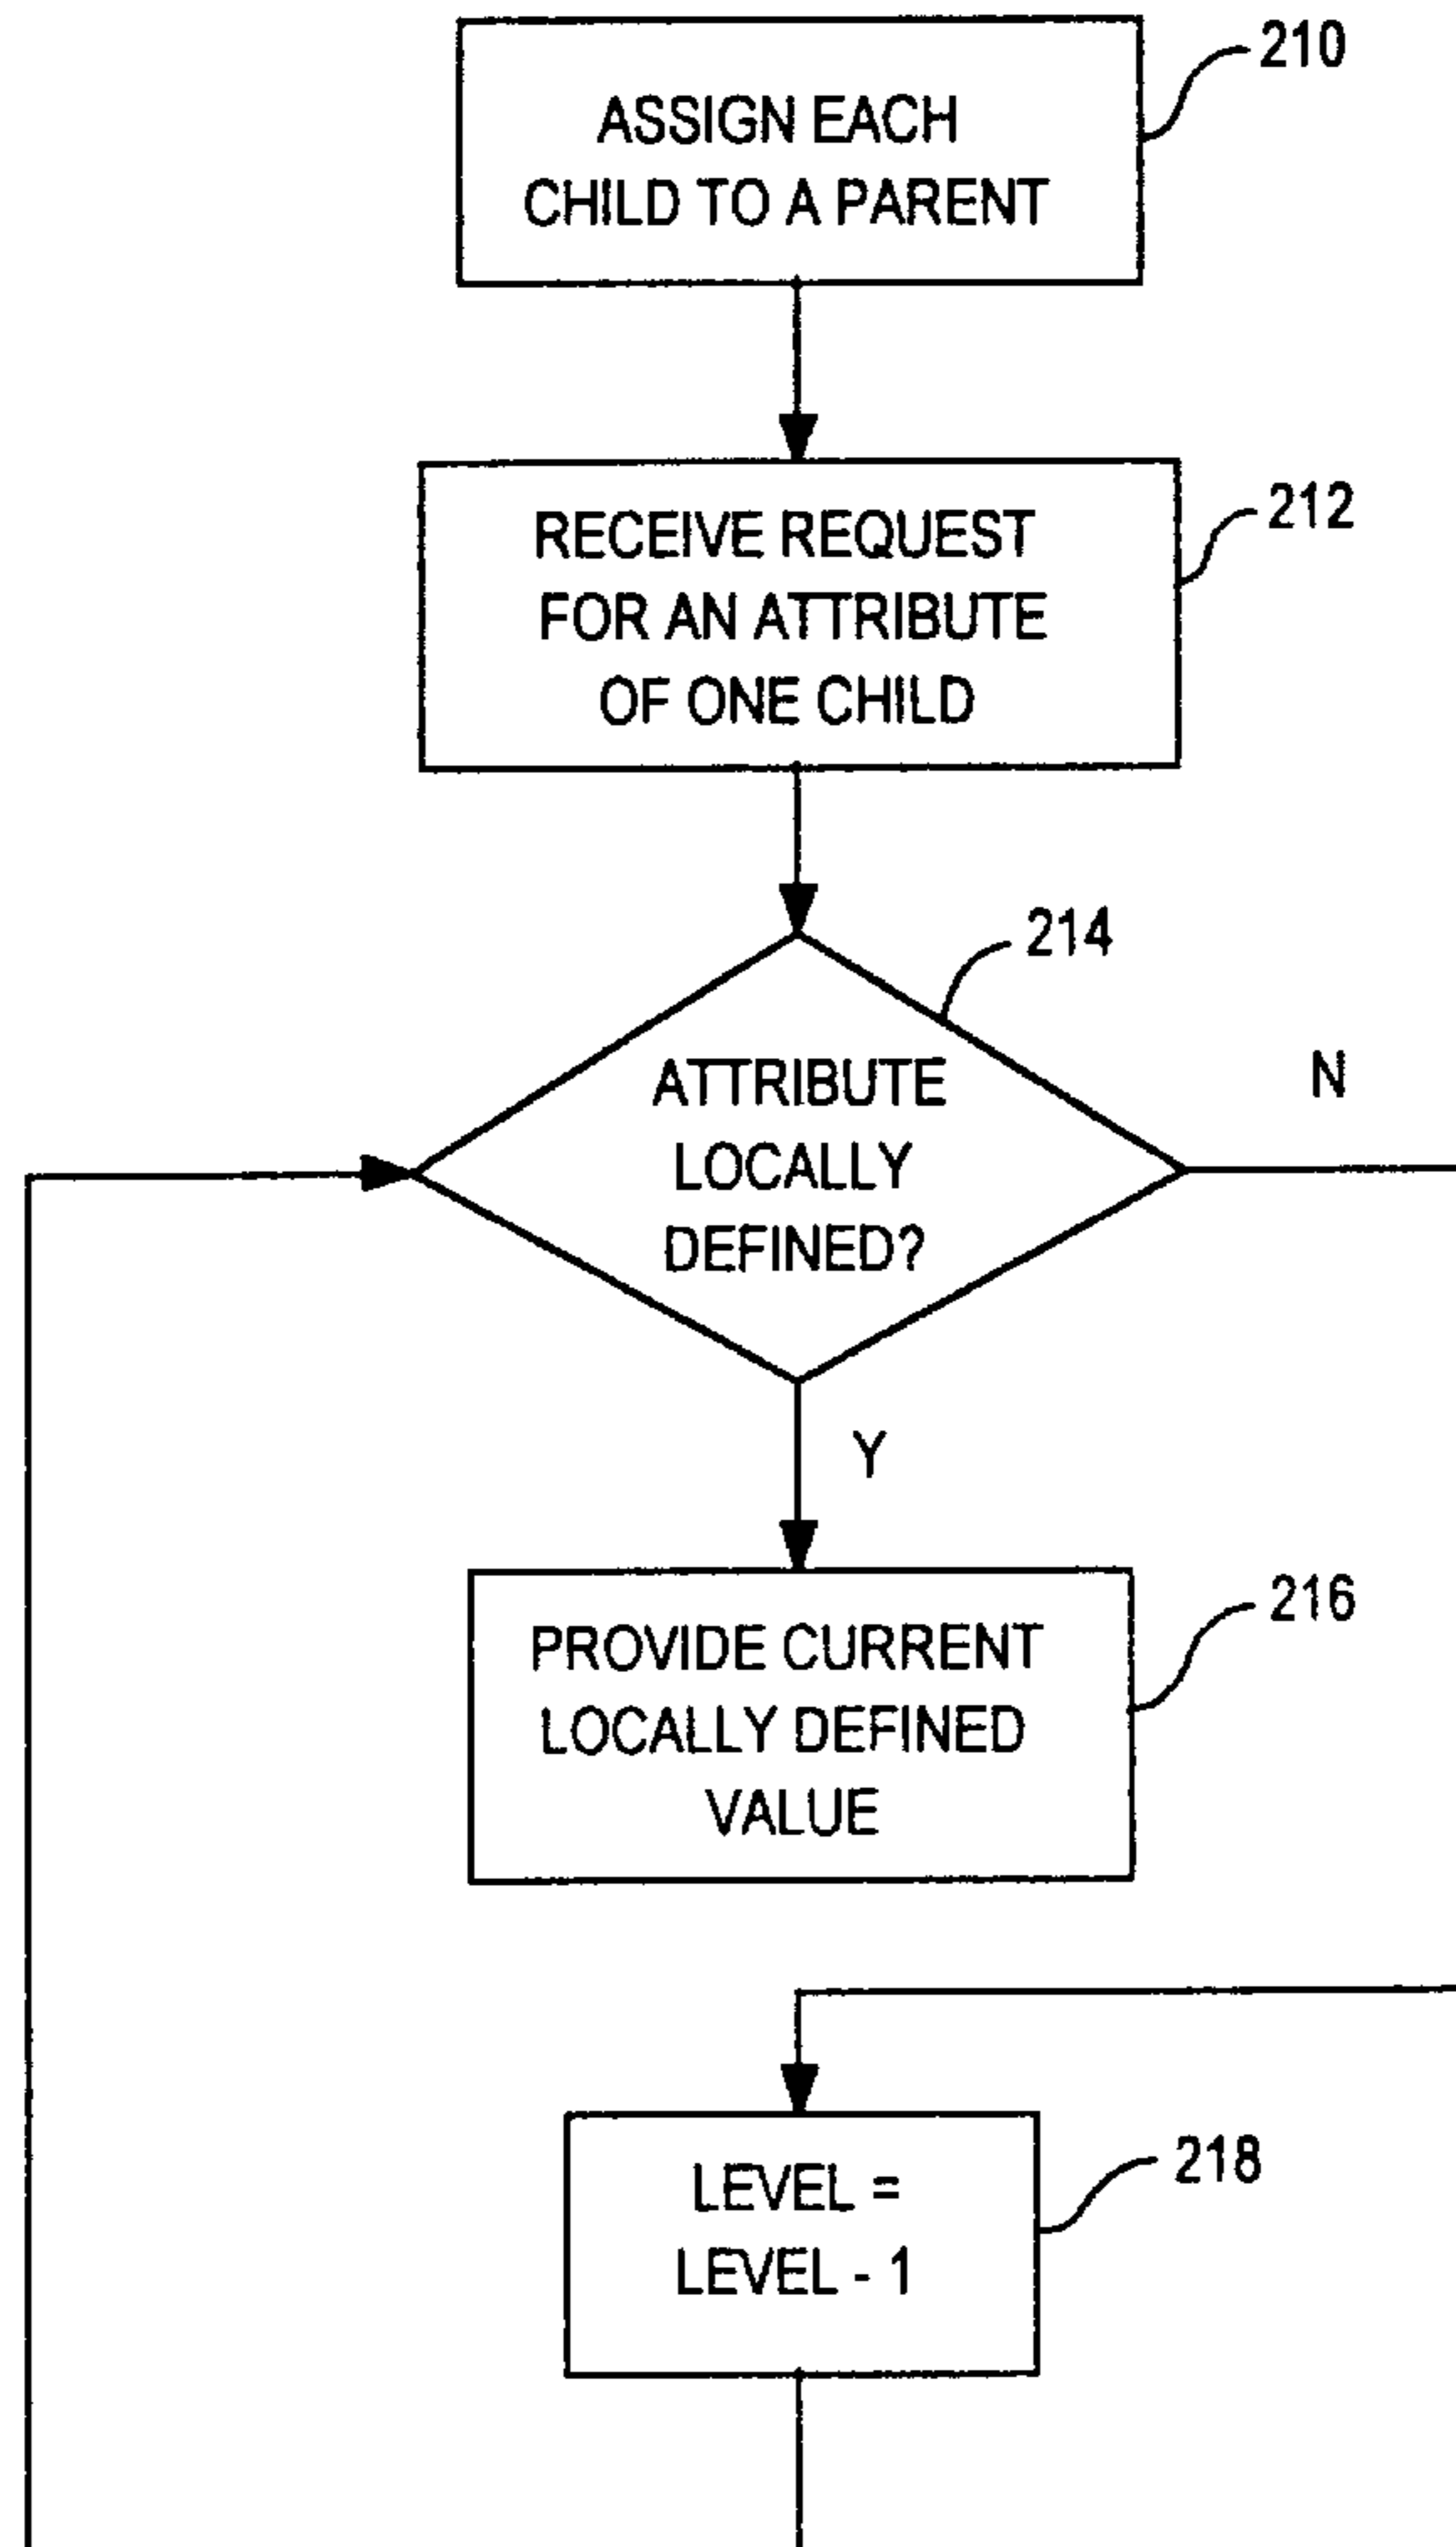 210
ASSIGN EACH
CHILD TO A PARENT
212
RECEIVE REQUEST
FOR AN ATTRIBUTE
OF ONE CHILD
214
ATTRIBUTE
LOCALLY
DEFINED?
N
Y
216
PROVIDE CURRENT
LOCALLY DEFINED
VALUE
218
LEVEL =
LEVEL - 1